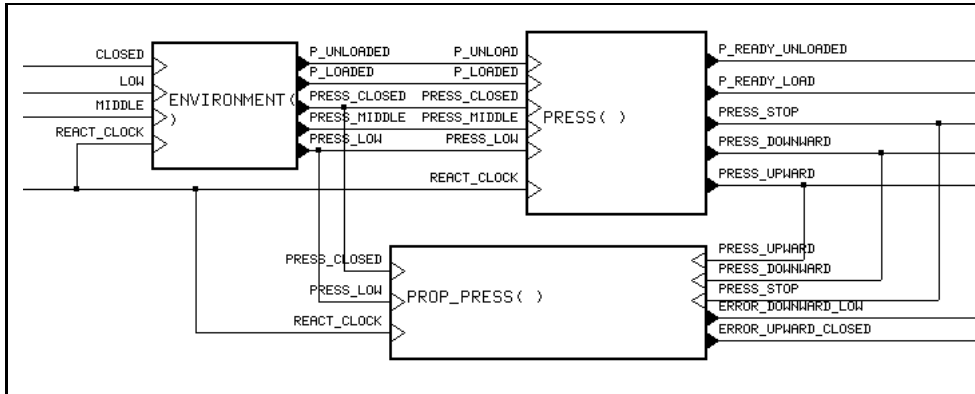 CLOSED
LOW
MIDDLE
REACT_CLOCK
ENVIRONMENT(
)
P_UNLOADED
P_LOADED
PRESS_CLOSED
PRESS_MIDDLE
PRESS_LOW
P_UNLOAD
P_LOADED
PRESS_CLOSED
PRESS_MIDDLE
PRESS_LOW
REACT_CLOCK
PRESS( )
P_READY_UNLOADED
P_READY_LOAD
PRESS_STOP
PRESS_DOWNWARD
PRESS_UPWARD
PRESS_CLOSED
PRESS_LOW
REACT_CLOCK
PROP_PRESS( )
PRESS_UPWARD
PRESS_DOWNWARD
PRESS_STOP
ERROR_DOWNWARD_LOW
ERROR_UPWARD_CLOSED